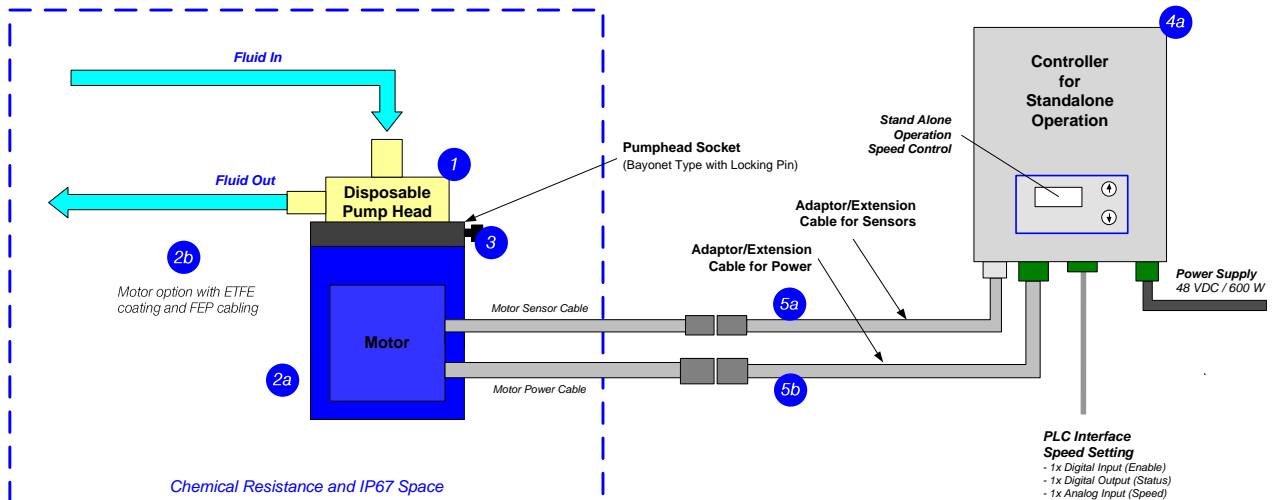 Fluid In
Fluid Out
1
Disposable
Pump Head
Pumphead Socket
(Bayonet Type with Locking Pin)
3
2b
Motor option with ETFE
coating and FEP cabling
Motor
2a
Motor Sensor Cable
Motor Power Cable
Chemical Resistance and IP67 Space
5a
5b
Adaptor/Extension
Cable for Sensors
Adaptor/Extension
Cable for Power
4a
Controller
for
Standalone
Operation
Stand Alone
Operation
Speed Control
Power Supply
48 VDC / 600 W
PLC Interface
Speed Setting
- 1x Digital Input (Enable)
- 1x Digital Output (Status)
- 1x Analog Input (Speed)